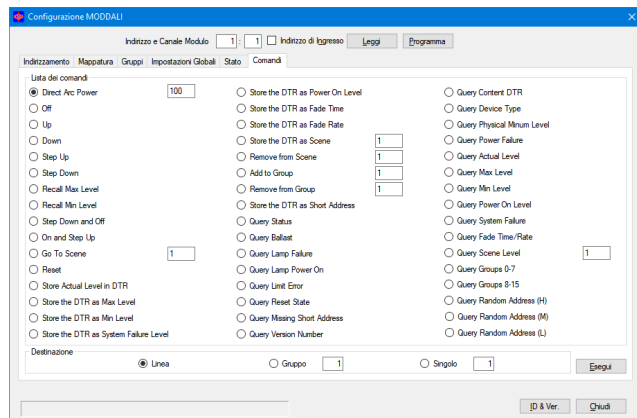 Configurazione MODDALI
Indirizzo e Canale Modulo 1 : 1 Indirizzo di Ingresso Leggi Programma
Indirizzamento Mappatura Gruppi Impostazioni Globali Stato Comandi
Lista dei comandi
Direct Arc Power 100
Off
Up
Down
Step Up
Step Down
Recall Max Level
Recall Min Level
Step Down and Off
On and Step Up
Go To Scene 1
Reset
Store Actual Level in DTR
Store the DTR as Max Level
Store the DTR as Min Level
Store the DTR as System Failure Level
Store the DTR as Power On Level
Store the DTR as Fade Time
Store the DTR as Fade Rate
Store the DTR as Scene 1
Remove from Scene 1
Add to Group 1
Remove from Group 1
Store the DTR as Short Address
Query Status
Query Ballast
Query Lamp Failure
Query Lamp Power On
Query Limit Error
Query Reset State
Query Missing Short Address
Query Version Number
Query Content DTR
Query Device Type
Query Physical Minum Level
Query Power Failure
Query Actual Level
Query Max Level
Query Min Level
Query Power On Level
Query System Failure
Query Fade Time/Rate
Query Scene Level 1
Query Groups 0-7
Query Groups 8-15
Query Random Address (H)
Query Random Address (M)
Query Random Address (L)
Destinazione
Linea Gruppo 1 Singolo 1 Esegui
ID & Ver. Chiudi